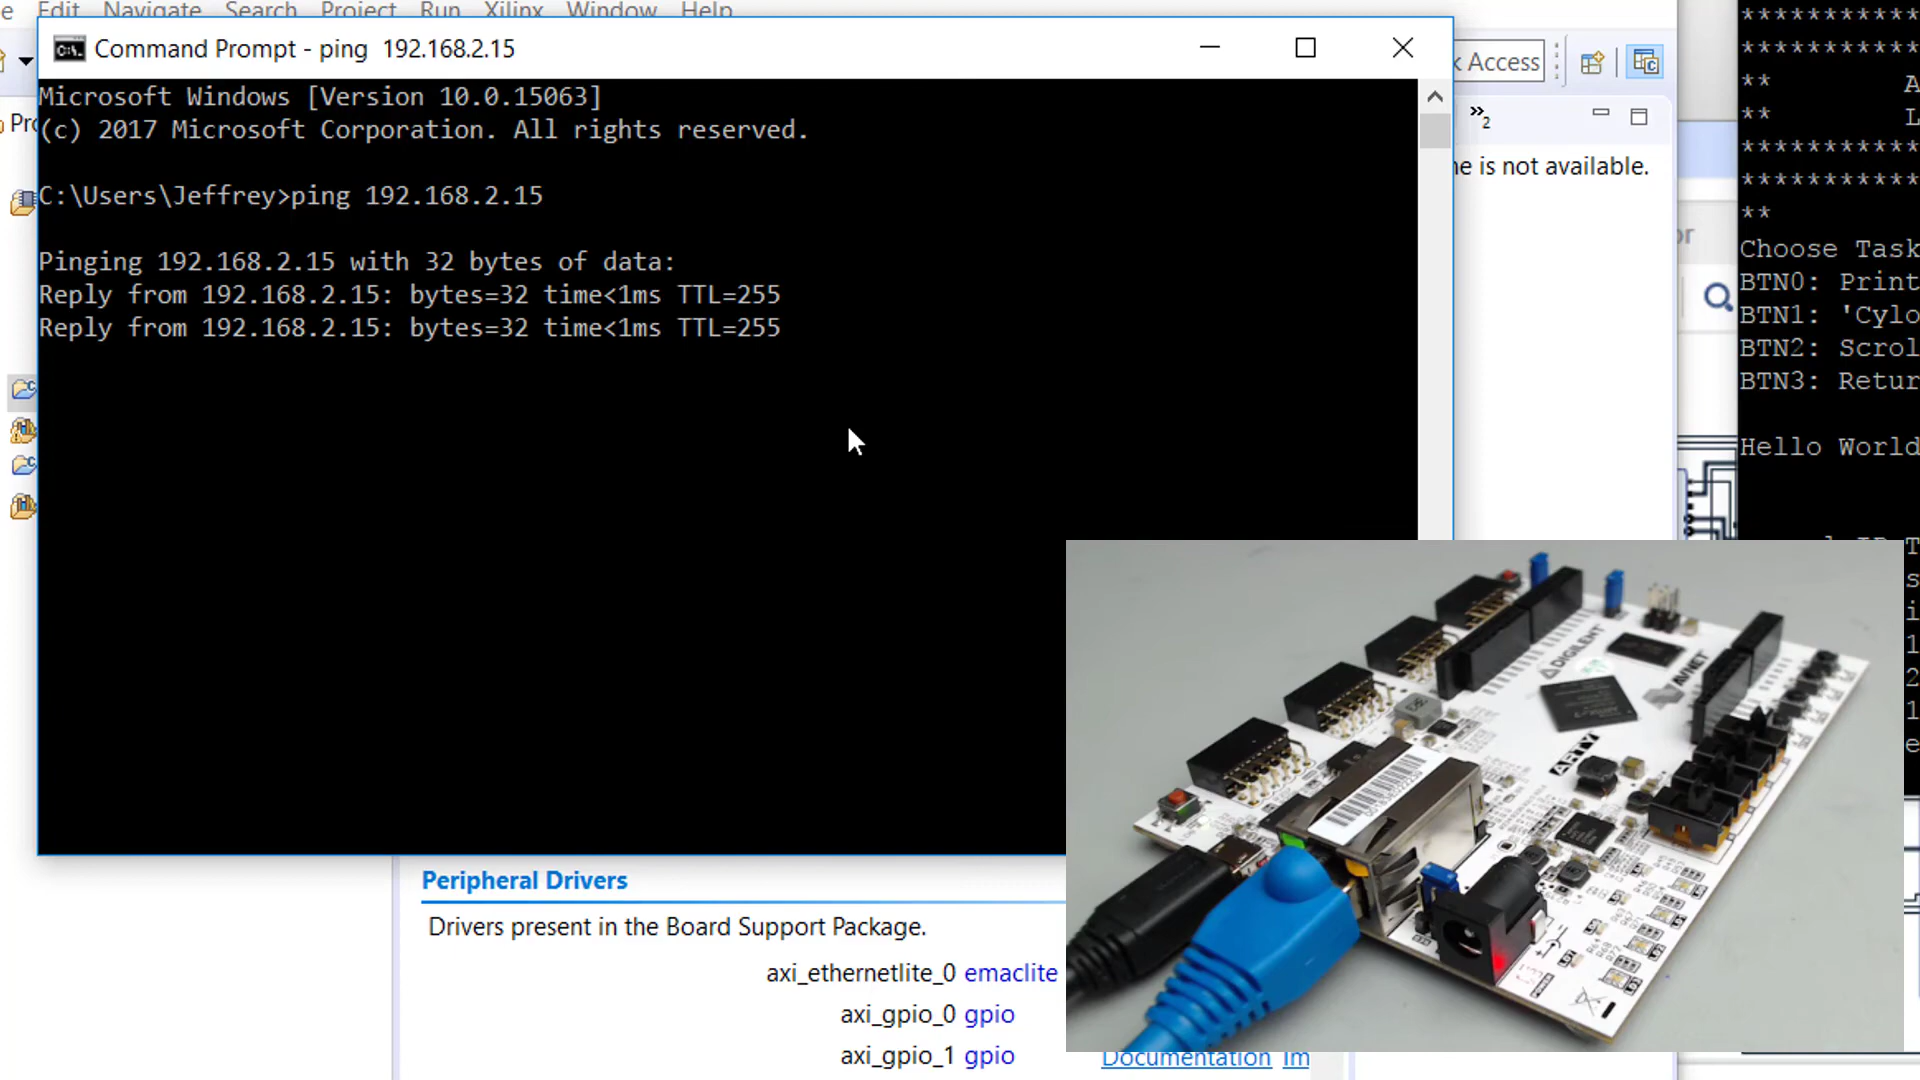 Edit Navigate Search Project Run Xilinx Window Help
Command Prompt - ping 192.168.2.15
Microsoft Windows [Version 10.0.15063]
(c) 2017 Microsoft Corporation. All rights reserved.
C:\Users\Jeffrey>ping 192.168.2.15
Pinging 192.168.2.15 with 32 bytes of data:
Reply from 192.168.2.15: bytes=32 time<1ms TTL=255
Reply from 192.168.2.15: bytes=32 time<1ms TTL=255
Access
2
is not available.
*************
*************
** A
** L
*************
*************
**
Choose Task
BTN0: Print
BTN1: 'Cylo
BTN2: Scrol
BTN3: Retur
Hello World
Peripheral Drivers
Drivers present in the Board Support Package.
axi_ethernetlite_0 emaclite
axi_gpio_0 gpio
axi_gpio_1 gpio
Documentation Im
DIGILENT
AVNET
ARTY